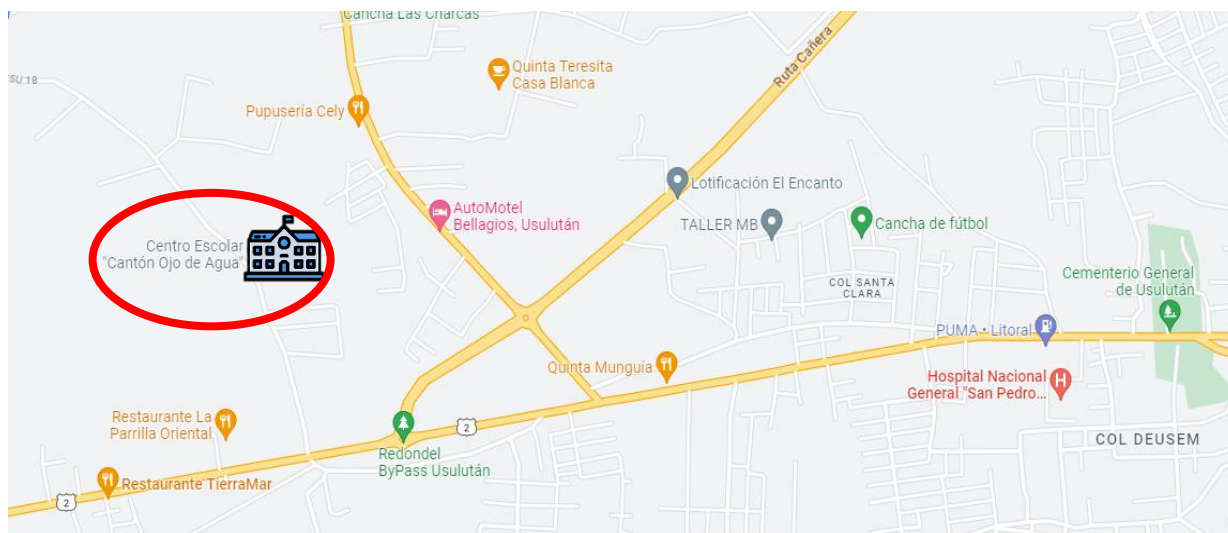 Cancha Las Charcas
Ruta Cañera
Quinta Teresita
Casa Blanca
USU 18
Pupusería Cely
Lotificación El Encanto
AutoMotel
Bellagios, Usulután
TALLER MB
Cancha de fútbol
Centro Escolar
"Cantón Ojo de Agua"
COL SANTA
CLARA
Cementerio General
de Usulután
PUMA • Litoral
Quinta Munguía
Hospital Nacional
General "San Pedro...
Restaurante La
Parrilla Oriental
2
COL DEUSEM
Redondel
ByPass Usulután
Restaurante TierraMar
2